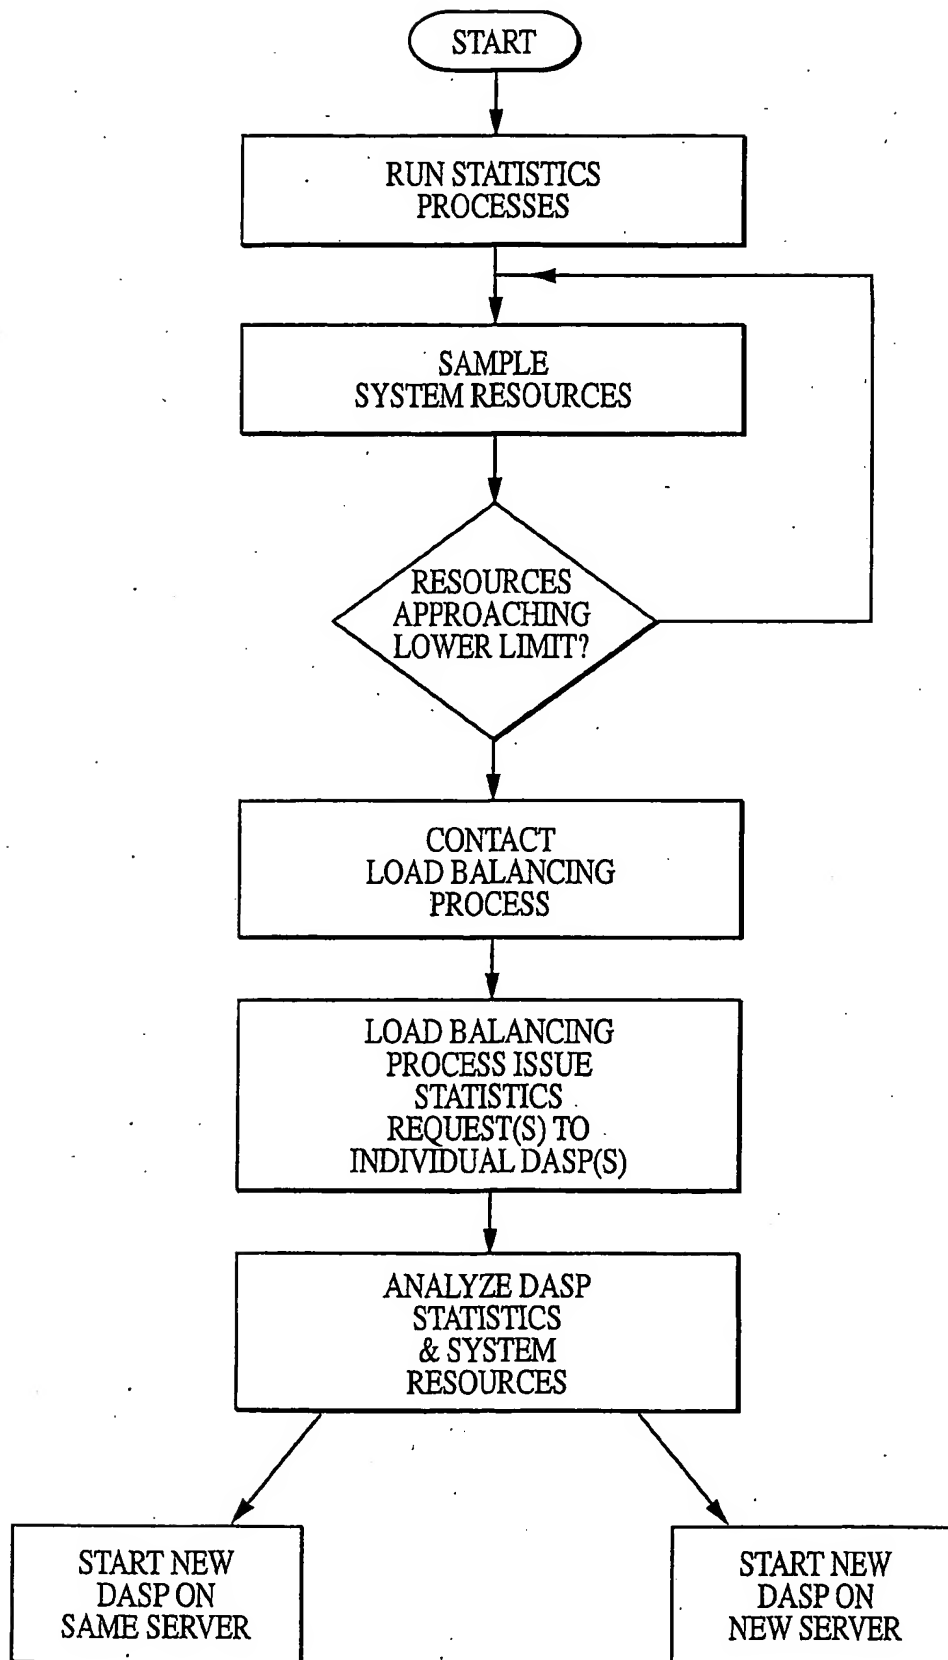 START
RUN STATISTICS
PROCESSES
SAMPLE
SYSTEM RESOURCES
RESOURCES
APPROACHING
LOWER LIMIT?
CONTACT
LOAD BALANCING
PROCESS
LOAD BALANCING
PROCESS ISSUE
STATISTICS
REQUEST(S) TO
INDIVIDUAL DASP(S)
ANALYZE DASP
STATISTICS
& SYSTEM
RESOURCES
START NEW
DASP ON
SAME SERVER
START NEW
DASP ON
NEW SERVER